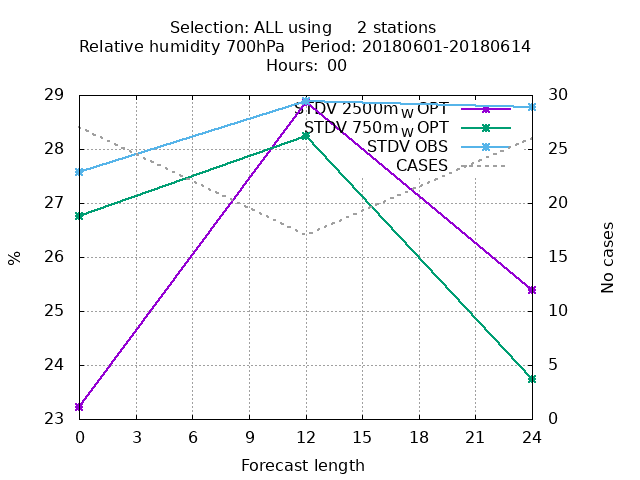 Selection: ALL using 2 stations
Relative humidity 700hPa Period: 20180601-20180614
Hours: 00
29 30
STDV 2500m_W OPT
STDV 750m_W OPT
STDV OBS
CASES
28 25
27 20
26 15
% No cases
25 10
24 5
23 0
0 3 6 9 12 15 18 21 24
Forecast length